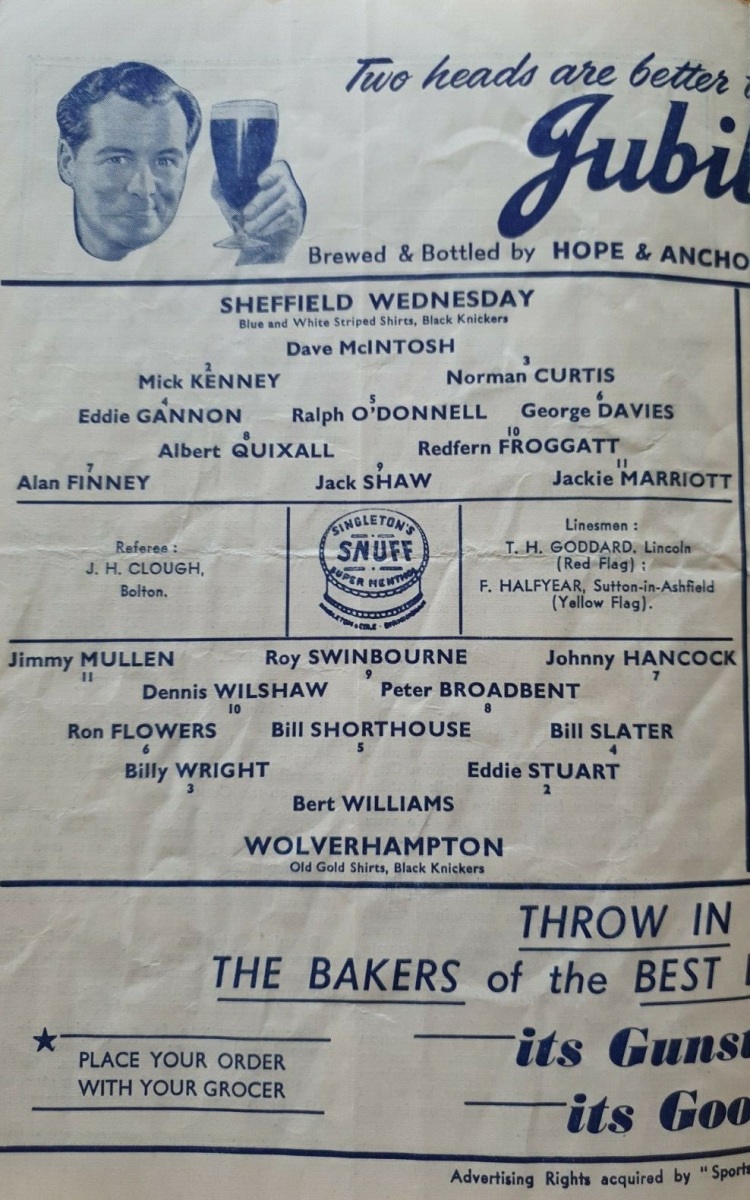 Two heads are better
Jubil
Brewed & Bottled by HOPE & ANCHO
SHEFFIELD WEDNESDAY
Blue and White Striped Shirts, Black Knickers
Dave McINTOSH
2 3
Mick KENNEY Norman CURTIS
4 5 6
Eddie GANNON Ralph O'DONNELL George DAVIES
8 10
Albert QUIXALL Redfern FROGGATT
7 9 11
Alan FINNEY Jack SHAW Jackie MARRIOTT
Referee :
J. H. CLOUGH,
Bolton.
SINGLETON'S
SNUFF
SUPER MENTHOL
Linesmen :
T. H. GODDARD, Lincoln
(Red Flag) ;
F. HALFYEAR, Sutton-in-Ashfield
(Yellow Flag).
Jimmy MULLEN Roy SWINBOURNE Johnny HANCOCK
11 9 7
Dennis WILSHAW Peter BROADBENT
10 8
Ron FLOWERS Bill SHORTHOUSE Bill SLATER
6 5 4
Billy WRIGHT Eddie STUART
3 2
Bert WILLIAMS
WOLVERHAMPTON
Old Gold Shirts, Black Knickers
THROW IN
THE BAKERS of the BEST
its Guns
its Goo
PLACE YOUR ORDER
WITH YOUR GROCER
Advertising Rights acquired by "Sports